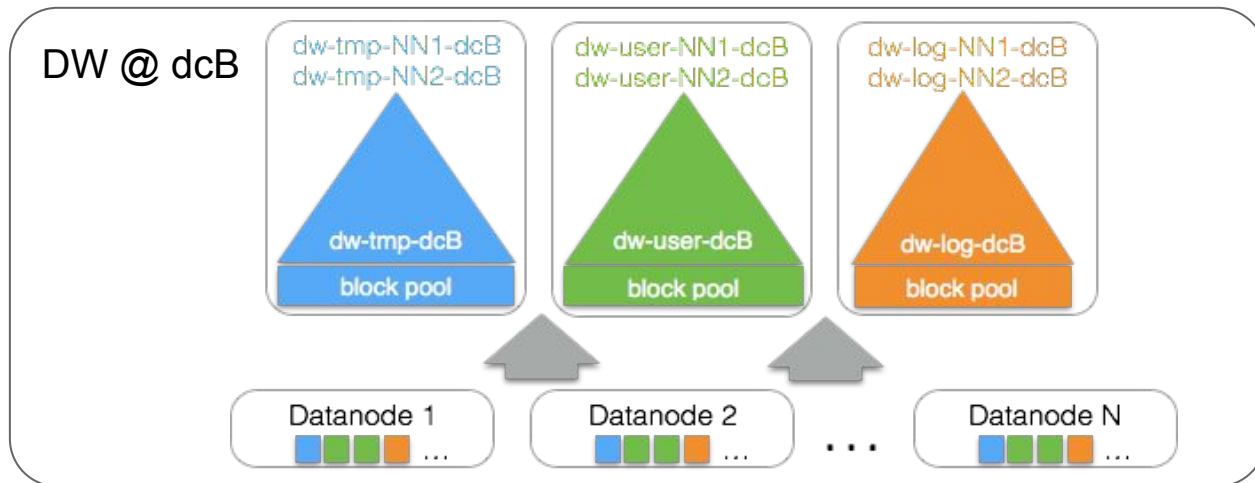 DW @ dcB
dw-tmp-NN1-dcB
dw-tmp-NN2-dcB
dw-user-NN1-dcB
dw-user-NN2-dcB
dw-log-NN1-dcB
dw-log-NN2-dcB
dw-tmp-dcB
dw-user-dcB
dw-log-dcB
block pool
block pool
block pool
Datanode 1
...
Datanode 2
...
...
Datanode N
...